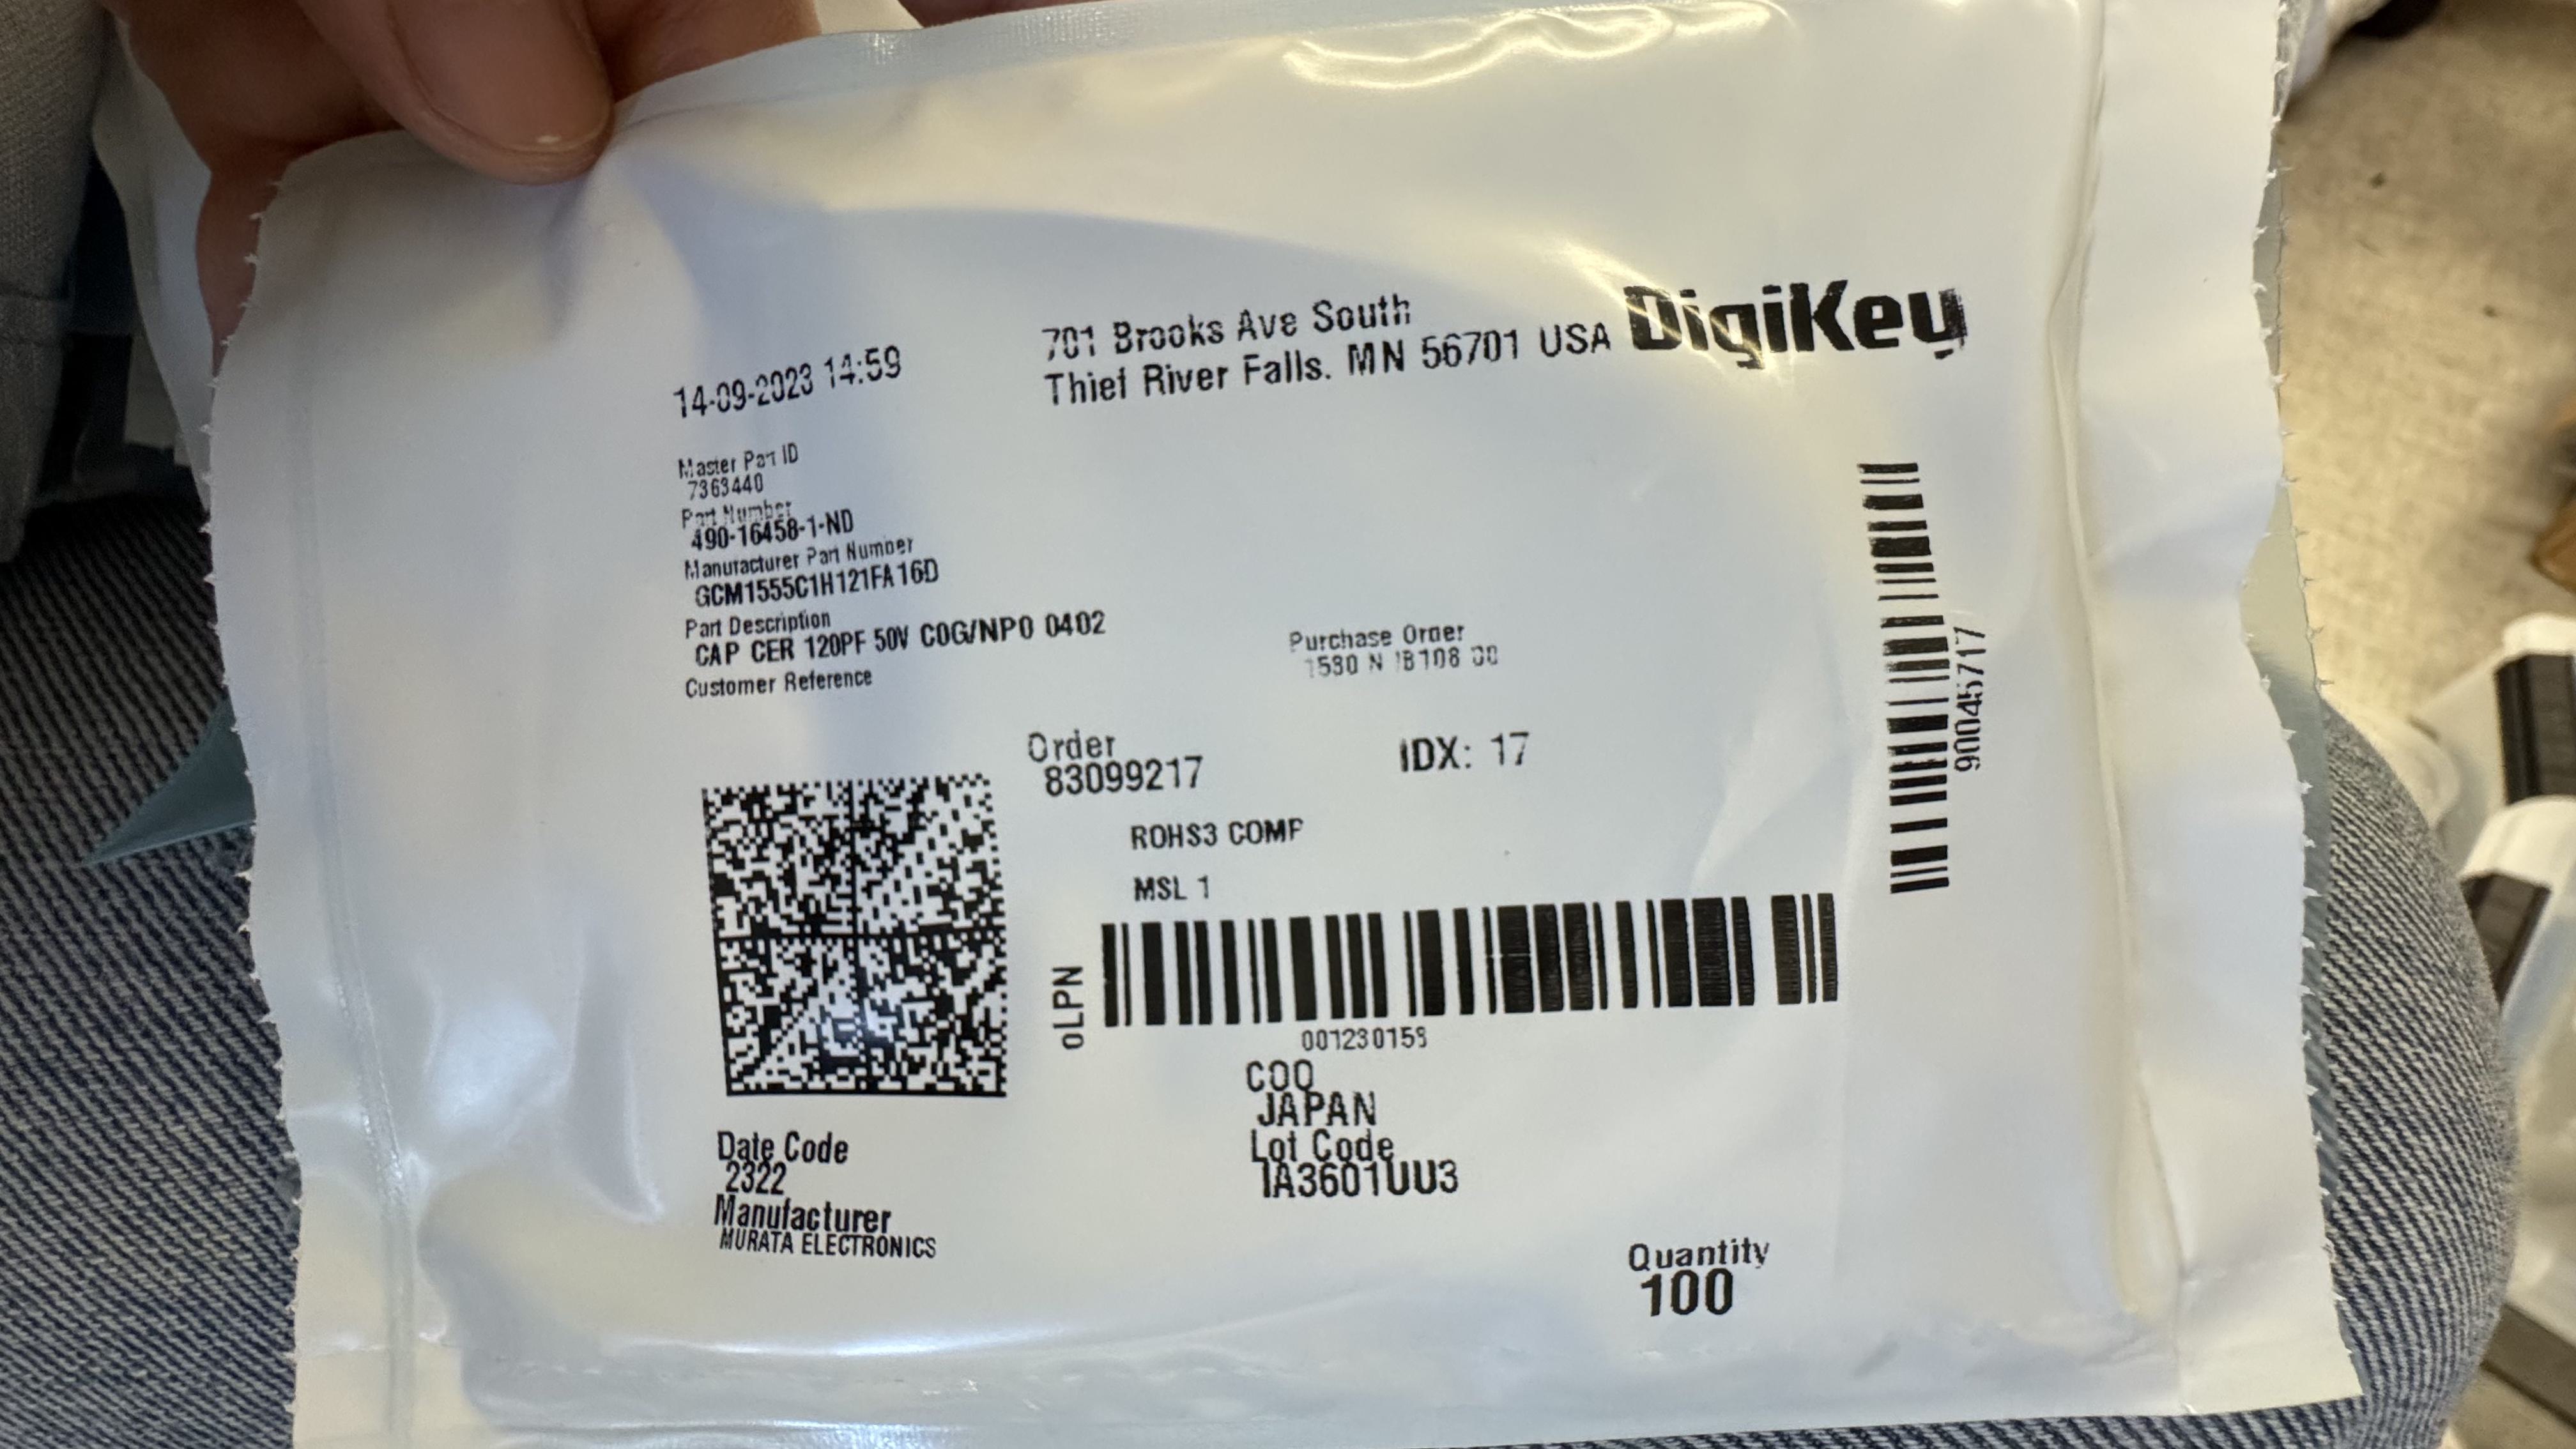 701 Brooks Ave South
Thief River Falls. MN 56701 USA
DigiKey
14-09-2023 14:59
Master Part ID
7363440
Part Number
490-16458-1-ND
Manufacturer Part Number
GCM1555C1H121FA16D
Part Description
CAP CER 120PF 50V C0G/NP0 0402
Customer Reference
Purchase Order
Order
83099217
IDX: 17
ROHS3 COMP
MSL 1
oLPN
COO
JAPAN
Lot Code
IA3601UU3
Date Code
2322
Manufacturer
MURATA ELECTRONICS
Quantity
100
90045717